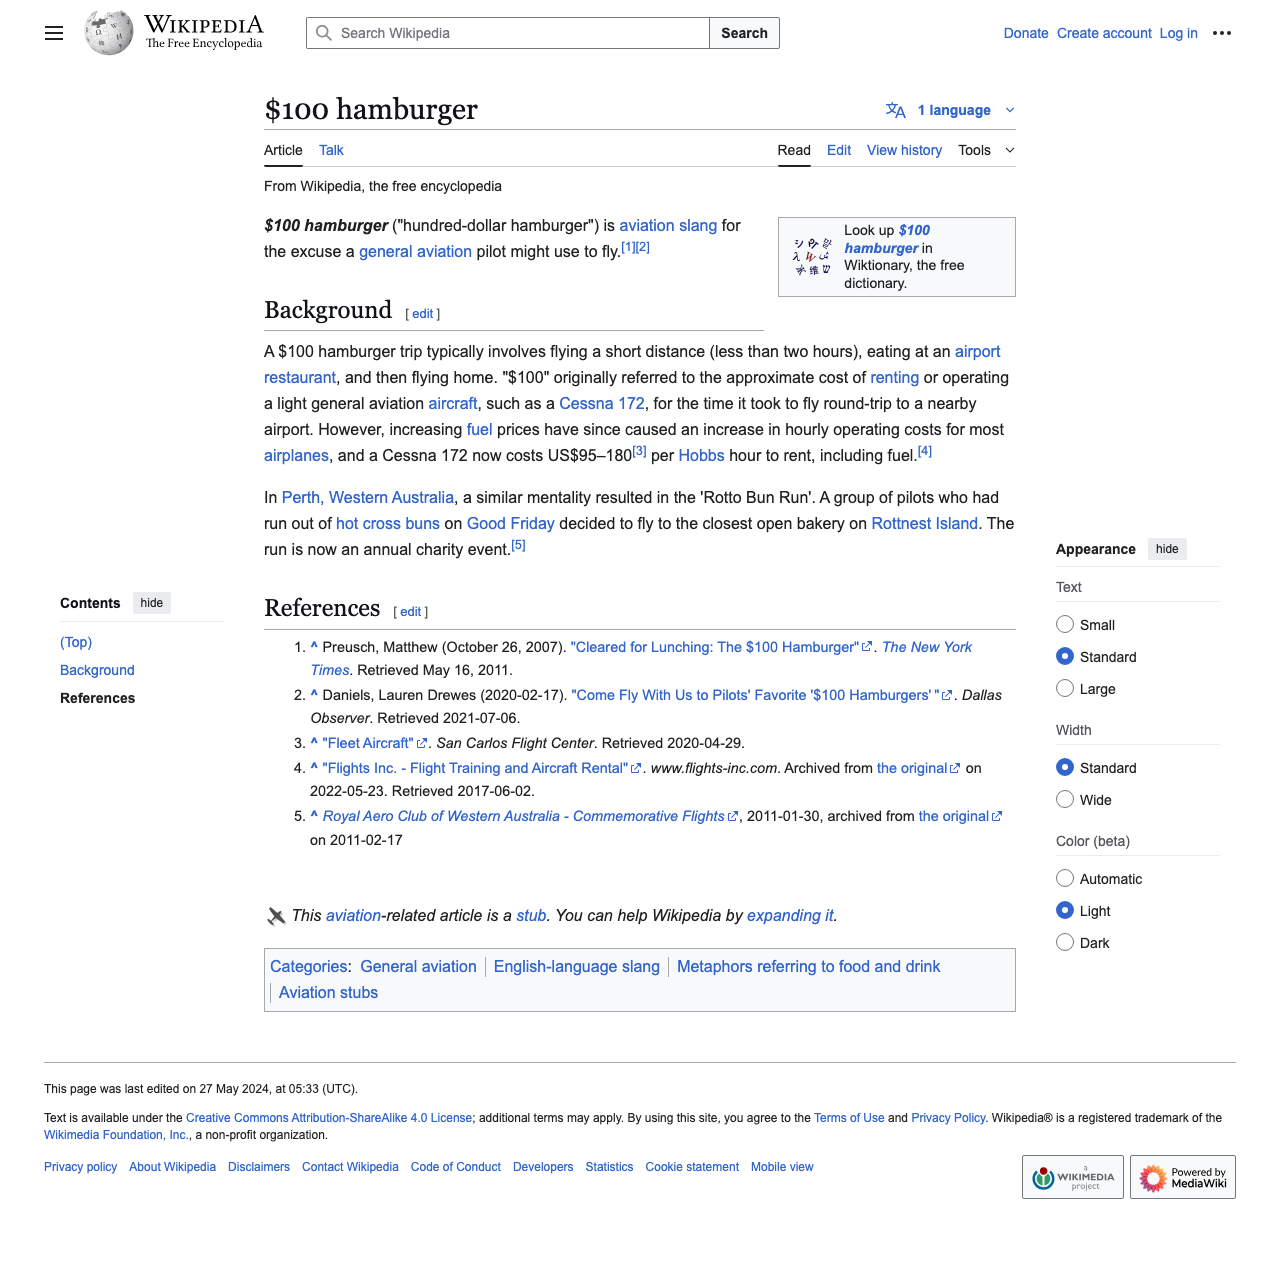 WIKIPEDIA
The Free Encyclopedia
Search Wikipedia
Search
Donate Create account Log in
$100 hamburger
1 language
Article Talk
Read Edit View history Tools
From Wikipedia, the free encyclopedia
$100 hamburger ("hundred-dollar hamburger") is aviation slang for
the excuse a general aviation pilot might use to fly.[1][2]
Look up $100
hamburger in
Wiktionary, the free
dictionary.
Background [ edit ]
A $100 hamburger trip typically involves flying a short distance (less than two hours), eating at an airport
restaurant, and then flying home. "$100" originally referred to the approximate cost of renting or operating
a light general aviation aircraft, such as a Cessna 172, for the time it took to fly round-trip to a nearby
airport. However, increasing fuel prices have since caused an increase in hourly operating costs for most
airplanes, and a Cessna 172 now costs US$95–180[3] per Hobbs hour to rent, including fuel.[4]
In Perth, Western Australia, a similar mentality resulted in the 'Rotto Bun Run'. A group of pilots who had
run out of hot cross buns on Good Friday decided to fly to the closest open bakery on Rottnest Island. The
run is now an annual charity event.[5]
References [ edit ]
1. ^ Preusch, Matthew (October 26, 2007). "Cleared for Lunching: The $100 Hamburger". The New York
Times. Retrieved May 16, 2011.
2. ^ Daniels, Lauren Drewes (2020-02-17). "Come Fly With Us to Pilots' Favorite '$100 Hamburgers' ". Dallas
Observer. Retrieved 2021-07-06.
3. ^ "Fleet Aircraft". San Carlos Flight Center. Retrieved 2020-04-29.
4. ^ "Flights Inc. - Flight Training and Aircraft Rental". www.flights-inc.com. Archived from the original on
2022-05-23. Retrieved 2017-06-02.
5. ^ Royal Aero Club of Western Australia - Commemorative Flights, 2011-01-30, archived from the original
on 2011-02-17
This aviation-related article is a stub. You can help Wikipedia by expanding it.
Categories: General aviation English-language slang Metaphors referring to food and drink
Aviation stubs
Contents hide
(Top)
Background
References
Appearance hide
Text
Small
Standard
Large
Width
Standard
Wide
Color (beta)
Automatic
Light
Dark
This page was last edited on 27 May 2024, at 05:33 (UTC).
Text is available under the Creative Commons Attribution-ShareAlike 4.0 License; additional terms may apply. By using this site, you agree to the Terms of Use and Privacy Policy. Wikipedia® is a registered trademark of the
Wikimedia Foundation, Inc., a non-profit organization.
Privacy policy About Wikipedia Disclaimers Contact Wikipedia Code of Conduct Developers Statistics Cookie statement Mobile view
a
WIKIMEDIA
project
Powered by
MediaWiki